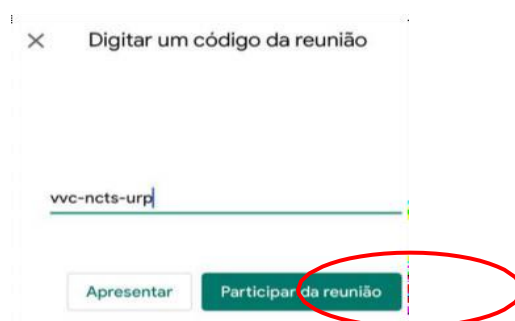 Digitar um código da reunião
vvc-ncts-urp
Apresentar
Participar da reunião